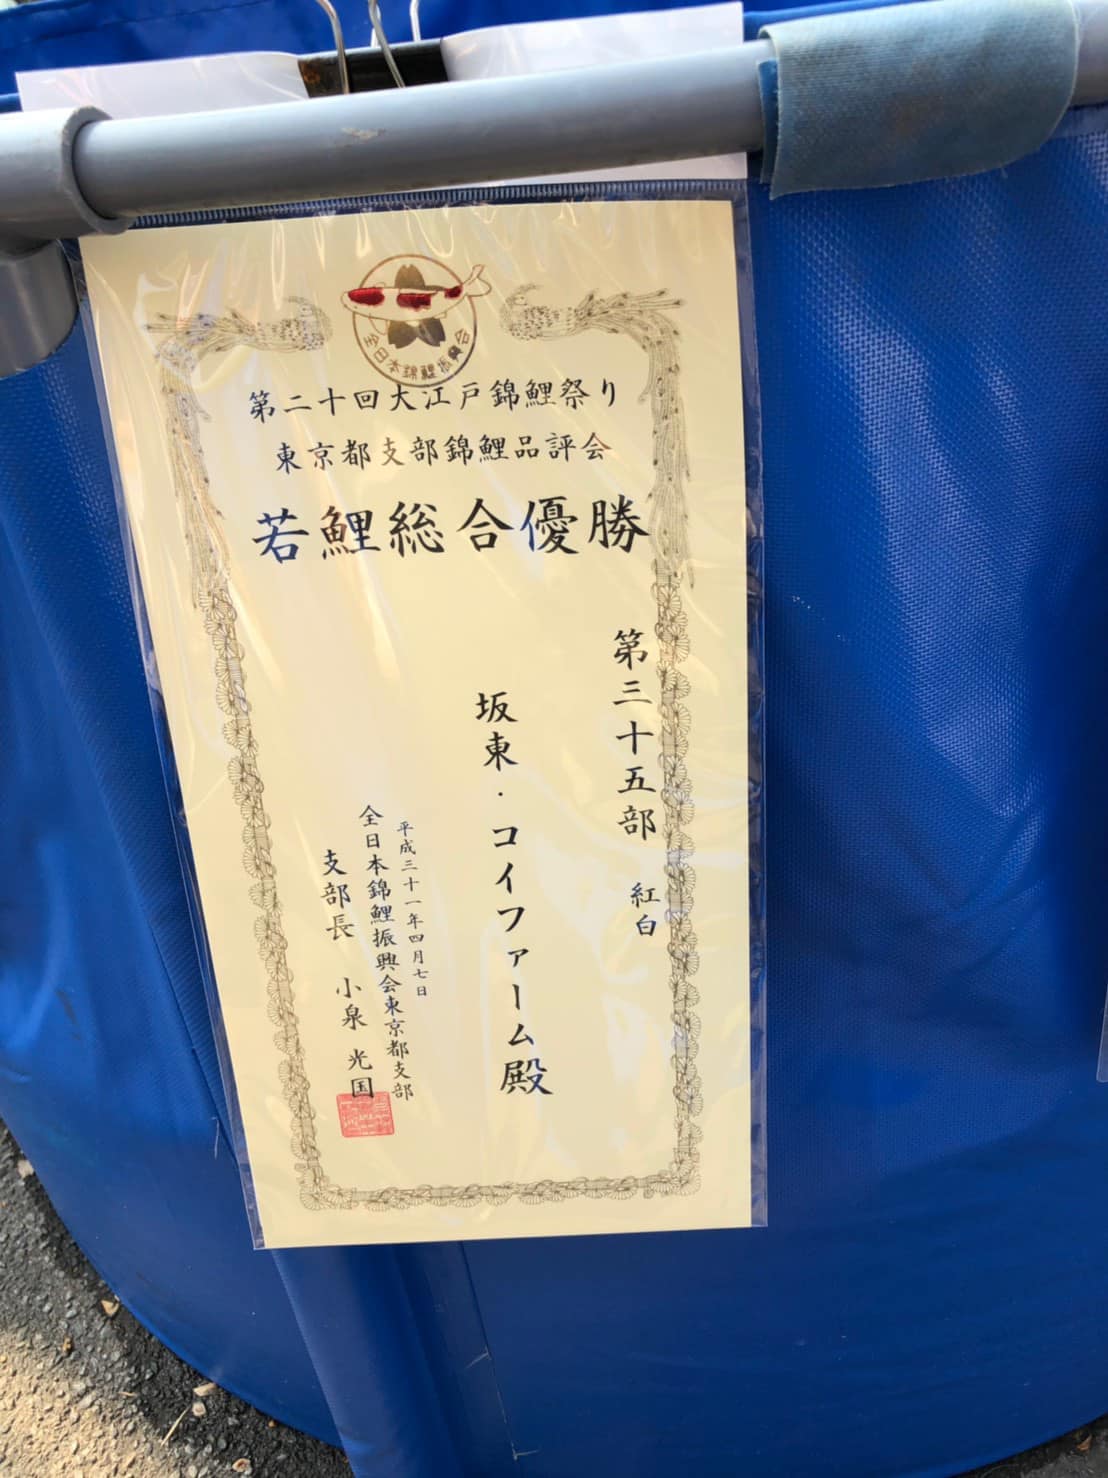 全日本錦鯉振興会
第二十回大江戸錦鯉祭り
東京都支部錦鯉品評会
若鯉総合優勝
第三十五部 紅白
坂東・コイファーム殿
平成三十一年四月七日
全日本錦鯉振興会東京都支部
支部長 小泉 光国